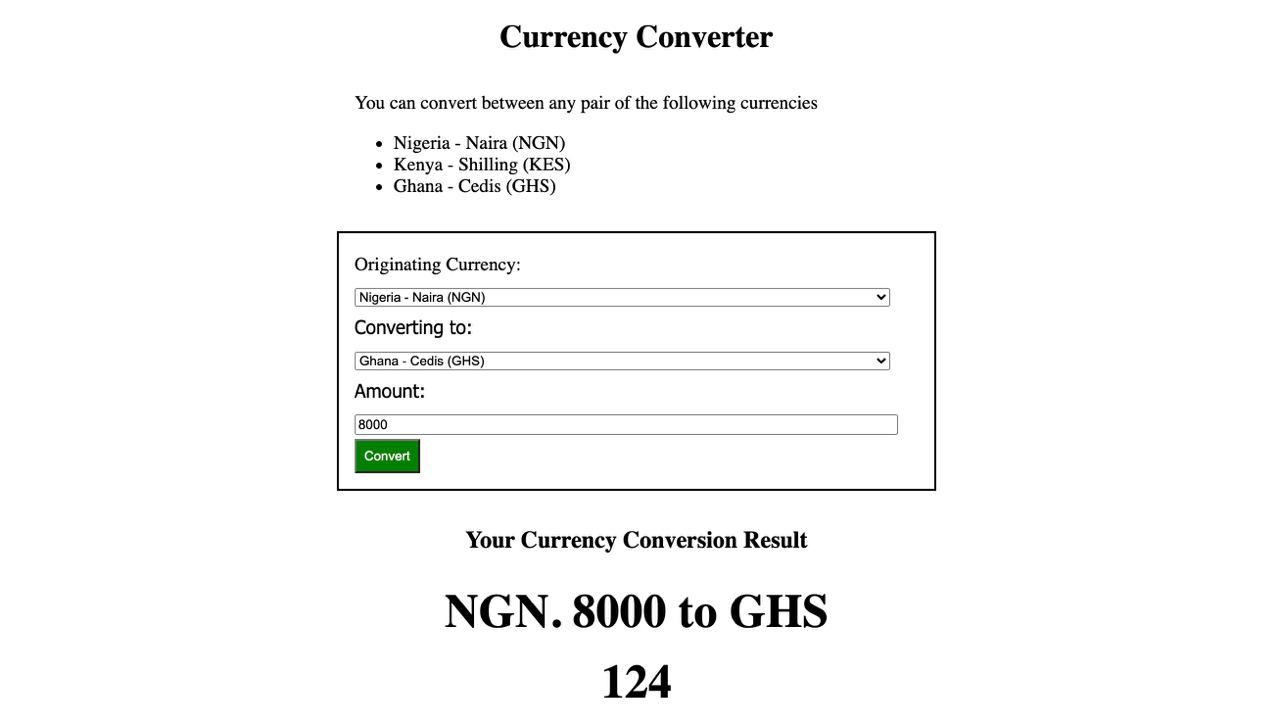 Currency Converter
You can convert between any pair of the following currencies
Nigeria - Naira (NGN)
Kenya - Shilling (KES)
Ghana - Cedis (GHS)
Originating Currency:
Nigeria - Naira (NGN)
Converting to:
Ghana - Cedis (GHS)
Amount:
8000
Convert
Your Currency Conversion Result
NGN. 8000 to GHS
124